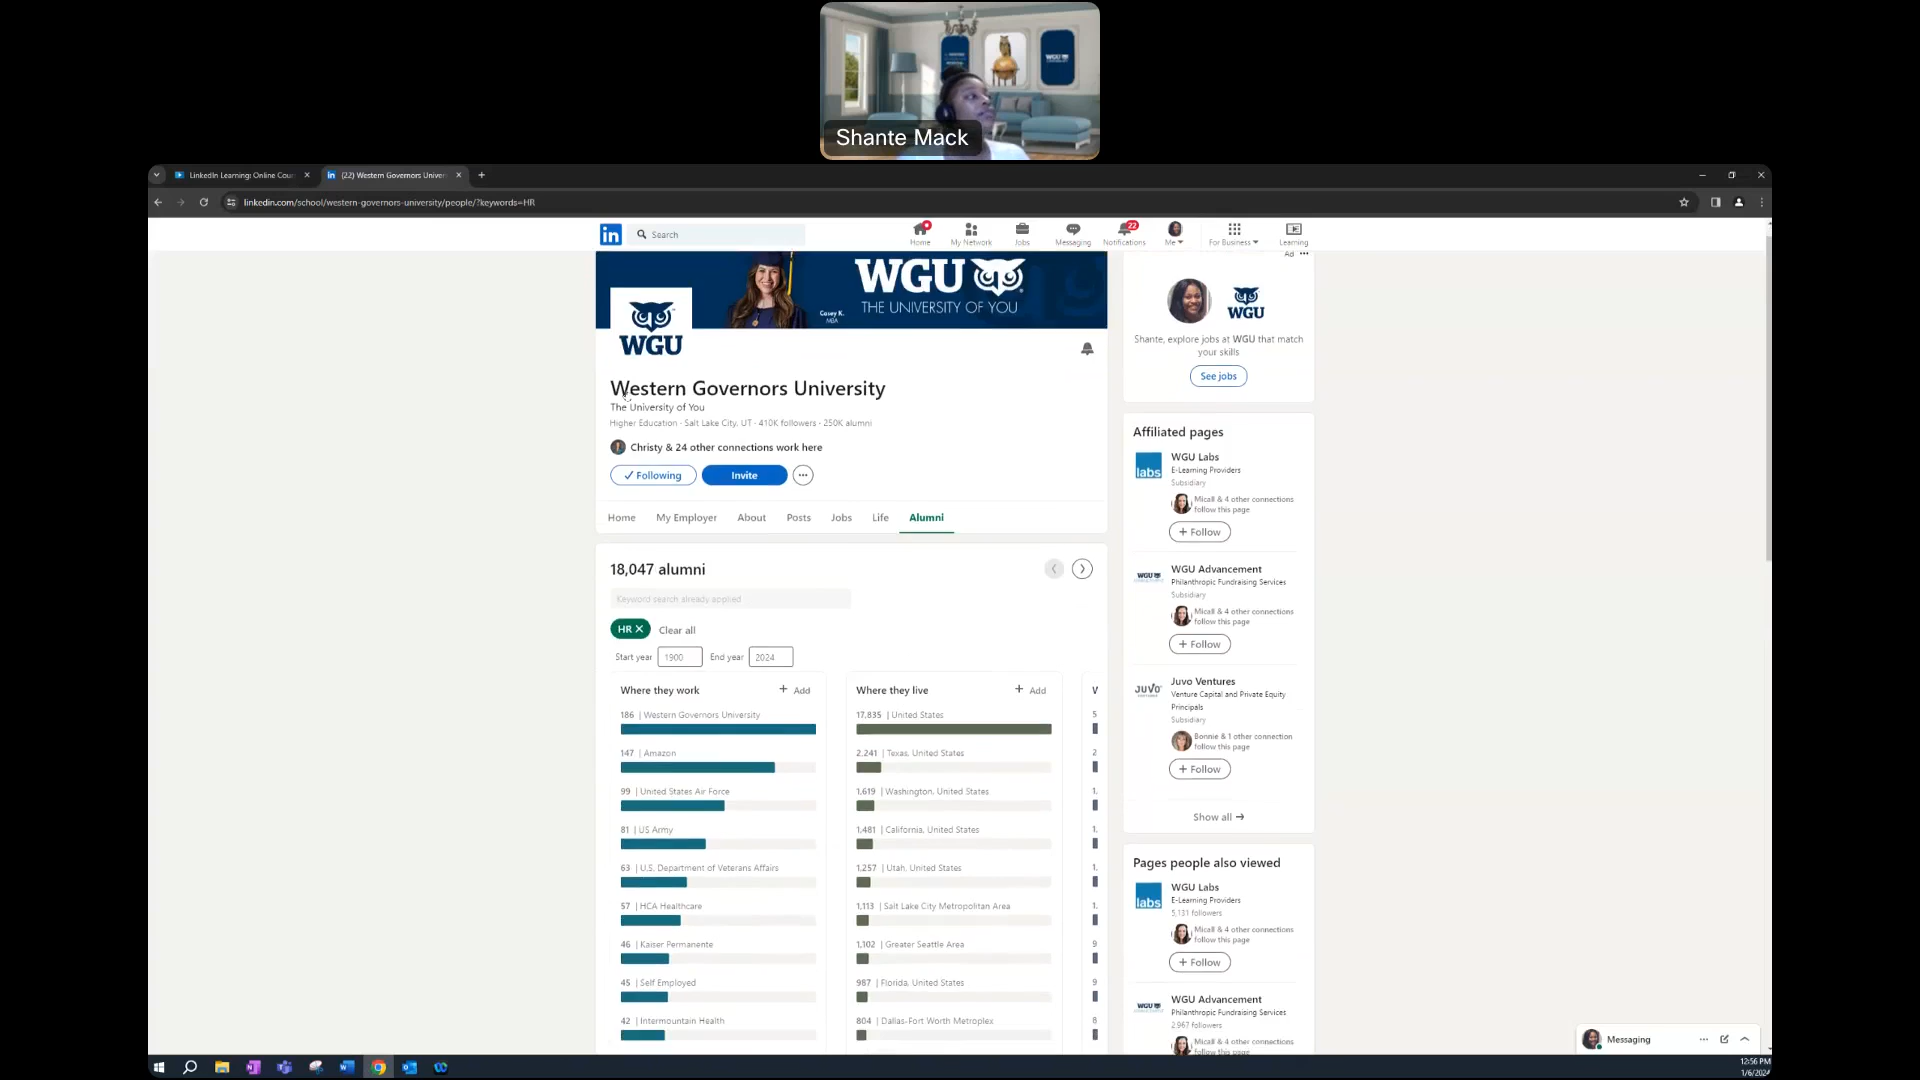 Shante Mack
LinkedIn Learning: Online Cour
(22) Western Governors Univer
linkedin.com/school/western-governors-university/people/?keywords=HR
in
Search
Home
My Network
Jobs
Messaging
22
Notifications
Me
For Business
Learning
WGU
THE UNIVERSITY OF YOU
Casey K.
MBA
WGU
Western Governors University
The University of You
Higher Education · Salt Lake City, UT · 410K followers · 250K alumni
Christy & 24 other connections work here
Following
Invite
Home
My Employer
About
Posts
Jobs
Life
Alumni
18,047 alumni
Keyword search already applied
HR
Clear all
Start year
1900
End year
2024
Where they work
+ Add
186 | Western Governors University
147 | Amazon
99 | United States Air Force
81 | US Army
63 | U.S. Department of Veterans Affairs
57 | HCA Healthcare
46 | Kaiser Permanente
45 | Self Employed
42 | Intermountain Health
Where they live
+ Add
17,835 | United States
2,241 | Texas, United States
1,619 | Washington, United States
1,481 | California, United States
1,257 | Utah, United States
1,113 | Salt Lake City Metropolitan Area
1,102 | Greater Seattle Area
987 | Florida, United States
804 | Dallas-Fort Worth Metroplex
Ad
WGU
Shante, explore jobs at WGU that match
your skills
See jobs
Affiliated pages
labs
WGU Labs
E-Learning Providers
Subsidiary
Micall & 4 other connections
follow this page
+ Follow
WGU
WGU Advancement
Philanthropic Fundraising Services
Subsidiary
Micall & 4 other connections
follow this page
+ Follow
JUVO
Juvo Ventures
Venture Capital and Private Equity
Principals
Subsidiary
Bonnie & 1 other connection
follow this page
+ Follow
Show all
Pages people also viewed
labs
WGU Labs
E-Learning Providers
5,131 followers
Micall & 4 other connections
follow this page
+ Follow
WGU
WGU Advancement
Philanthropic Fundraising Services
2,967 followers
Micall & 4 other connections
follow this page
Messaging
12:56 PM
1/6/2024